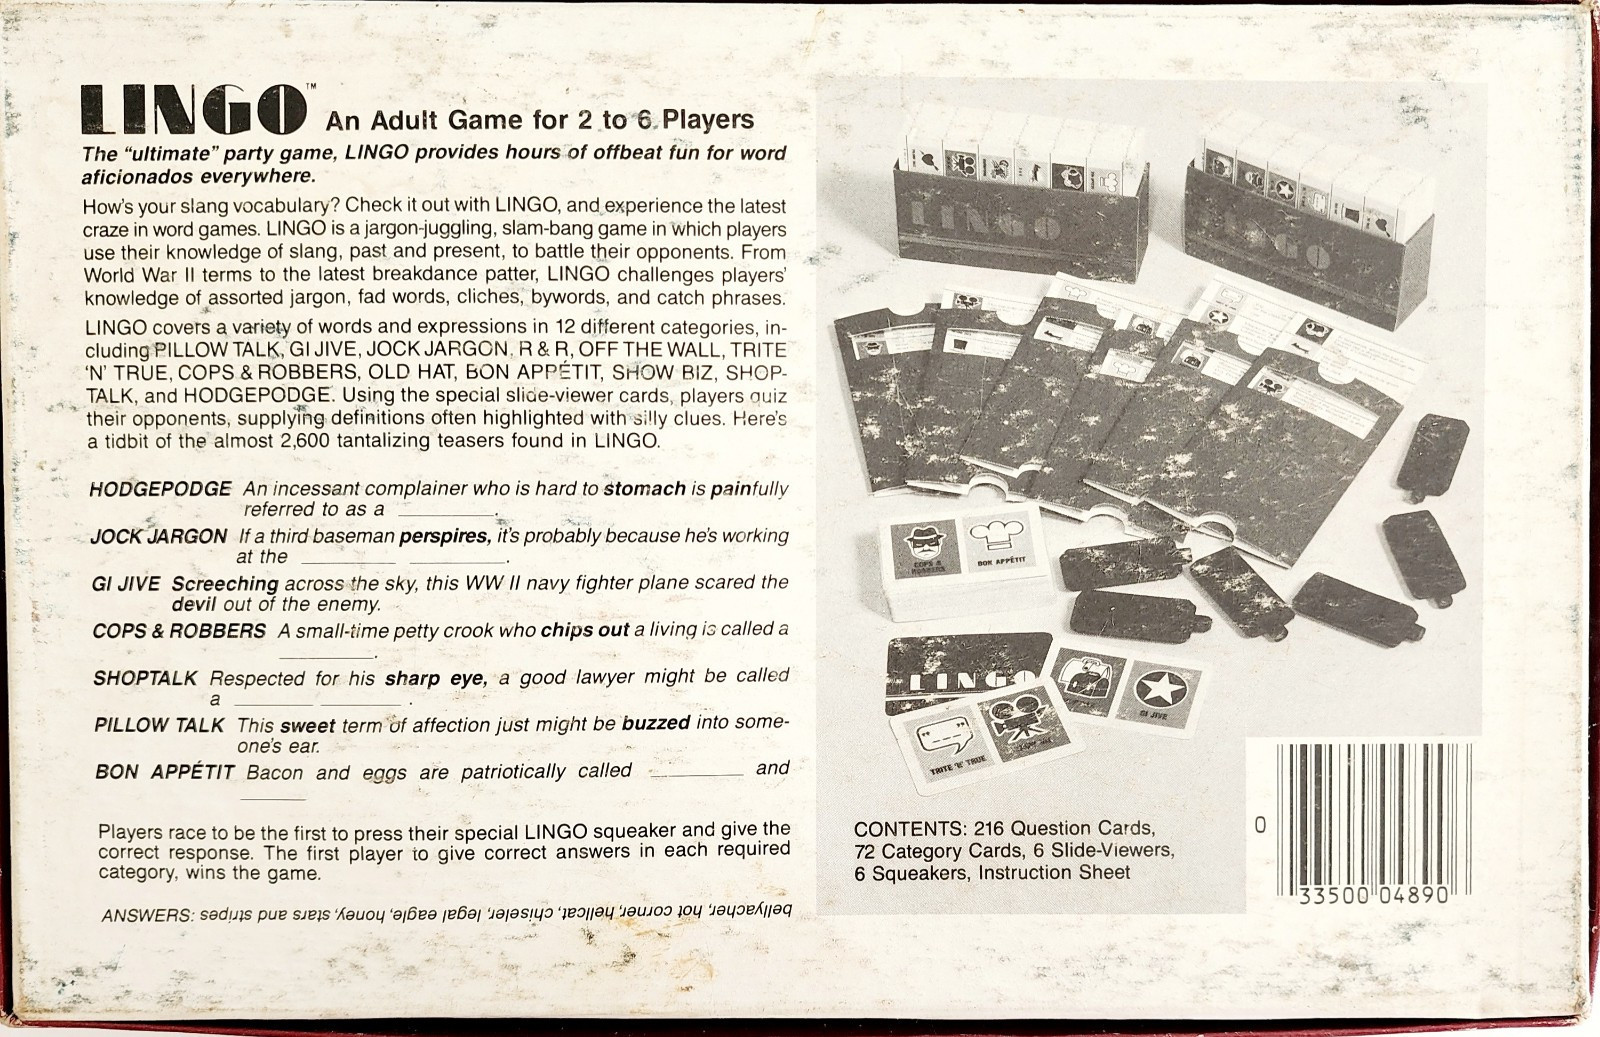 LINGO™ An Adult Game for 2 to 6 Players
The "ultimate" party game, LINGO provides hours of offbeat fun for word
aficionados everywhere.
How's your slang vocabulary? Check it out with LINGO, and experience the latest
craze in word games. LINGO is a jargon-juggling, slam-bang game in which players
use their knowledge of slang, past and present, to battle their opponents. From
World War II terms to the latest breakdance patter, LINGO challenges players'
knowledge of assorted jargon, fad words, cliches, bywords, and catch phrases.
LINGO covers a variety of words and expressions in 12 different categories, in-
cluding PILLOW TALK, GI JIVE, JOCK JARGON, R & R, OFF THE WALL, TRITE
'N' TRUE, COPS & ROBBERS, OLD HAT, BON APPÉTIT, SHOW BIZ, SHOP-
TALK, and HODGEPODGE. Using the special slide-viewer cards, players quiz
their opponents, supplying definitions often highlighted with silly clues. Here's
a tidbit of the almost 2,600 tantalizing teasers found in LINGO.
HODGEPODGE An incessant complainer who is hard to stomach is painfully
referred to as a ________.
JOCK JARGON If a third baseman perspires, it's probably because he's working
at the ________ ________.
GI JIVE Screeching across the sky, this WW II navy fighter plane scared the
devil out of the enemy.
COPS & ROBBERS A small-time petty crook who chips out a living is called a
________.
SHOPTALK Respected for his sharp eye, a good lawyer might be called
a ________ ________.
PILLOW TALK This sweet term of affection just might be buzzed into some-
one's ear.
BON APPÉTIT Bacon and eggs are patriotically called ________ and
________
Players race to be the first to press their special LINGO squeaker and give the
correct response. The first player to give correct answers in each required
category, wins the game.
ANSWERS: bellyacher, hot corner, hellcat, chiseler, legal eagle, honey, stars and stripes
LINGO
LINGO
COPS &
ROBBERS
BON APPÉTIT
LINGO
GI JIVE
TRITE 'N' TRUE
CONTENTS: 216 Question Cards,
72 Category Cards, 6 Slide-Viewers,
6 Squeakers, Instruction Sheet
0 33500 04890